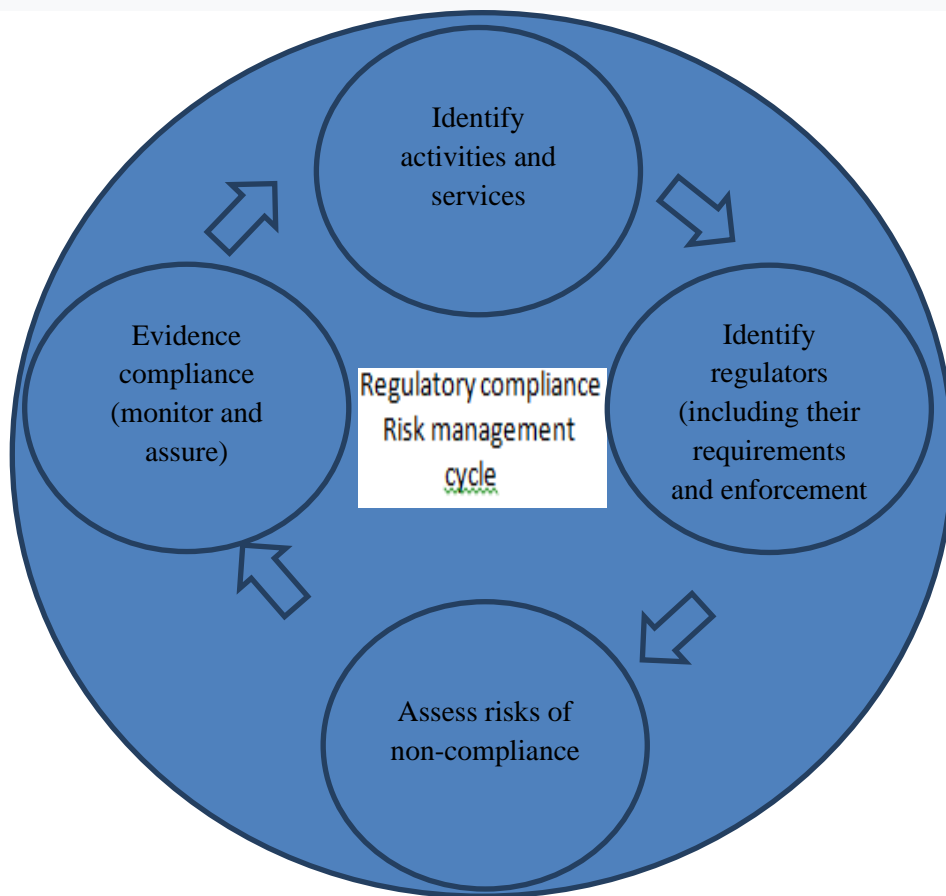 Identify
activities and
services
Evidence
compliance
(monitor and
assure)
Regulatory compliance
Risk management
cycle
Identify
regulators
(including their
requirements
and enforcement
Assess risks of
non-compliance